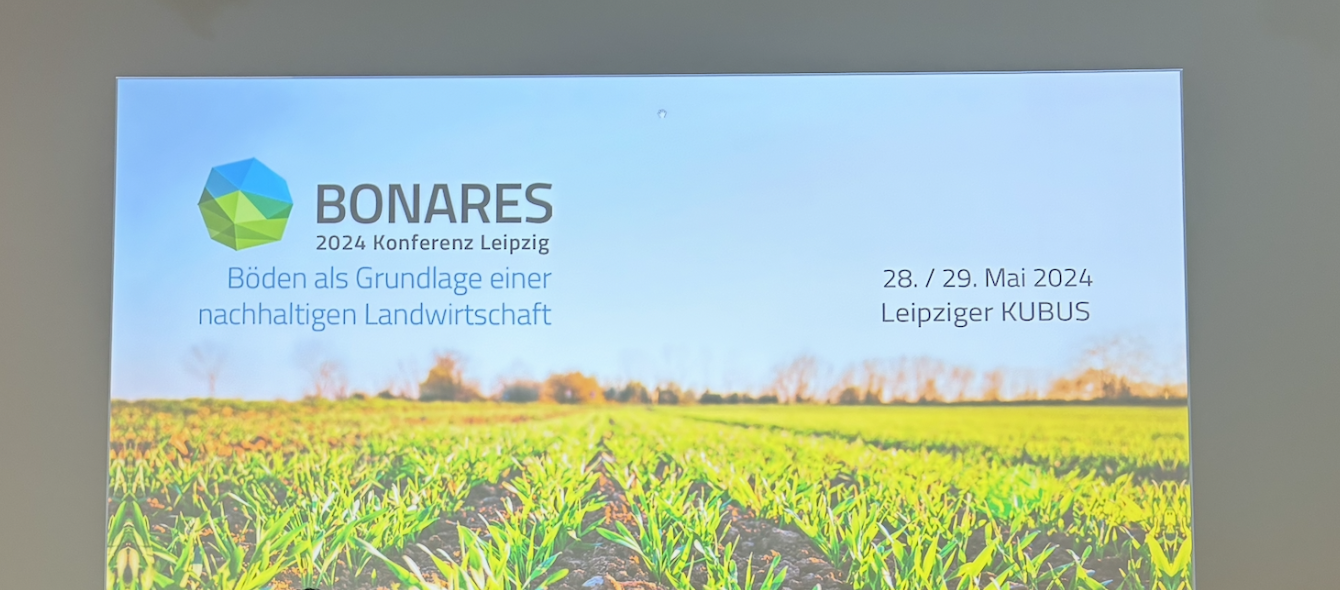 BONARES
2024 Konferenz Leipzig
Böden als Grundlage einer
nachhaltigen Landwirtschaft
28. / 29. Mai 2024
Leipziger KUBUS